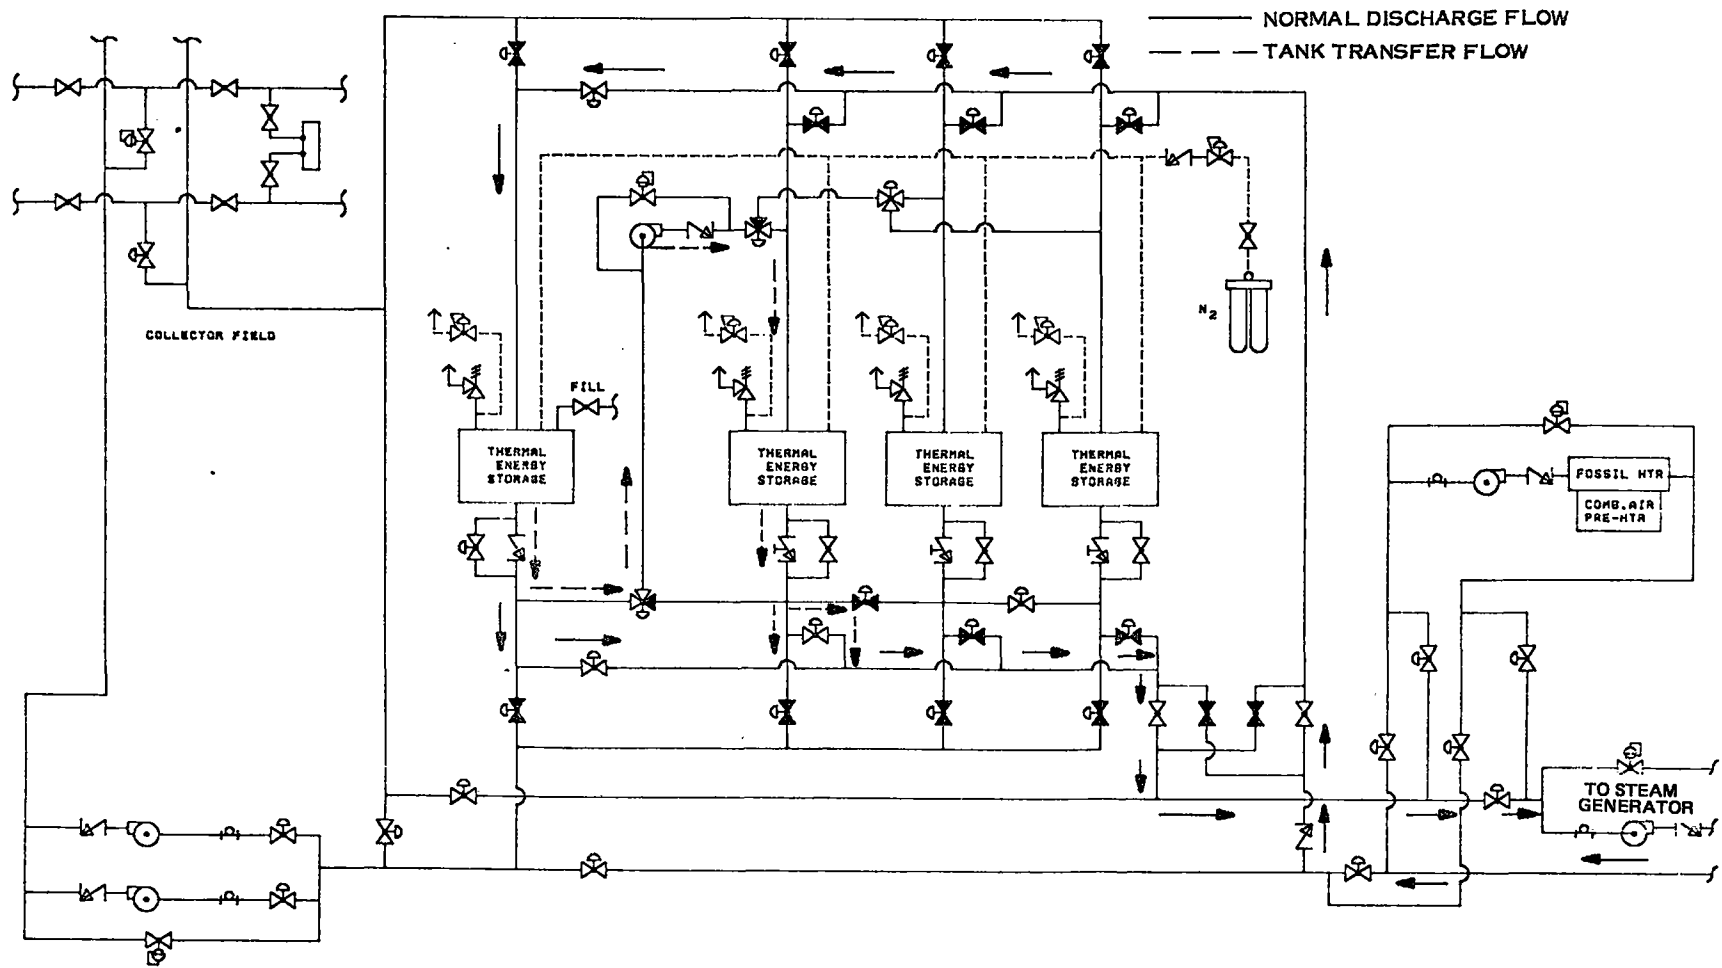 NORMAL DISCHARGE FLOW
TANK TRANSFER FLOW
N2
COLLECTOR FIELD
FILL
THERMAL
ENERGY
STORAGE
THERMAL
ENERGY
STORAGE
THERMAL
ENERGY
STORAGE
THERMAL
ENERGY
STORAGE
FOSSIL HTR
COMB.AIR
PRE-HTR
TO STEAM
GENERATOR